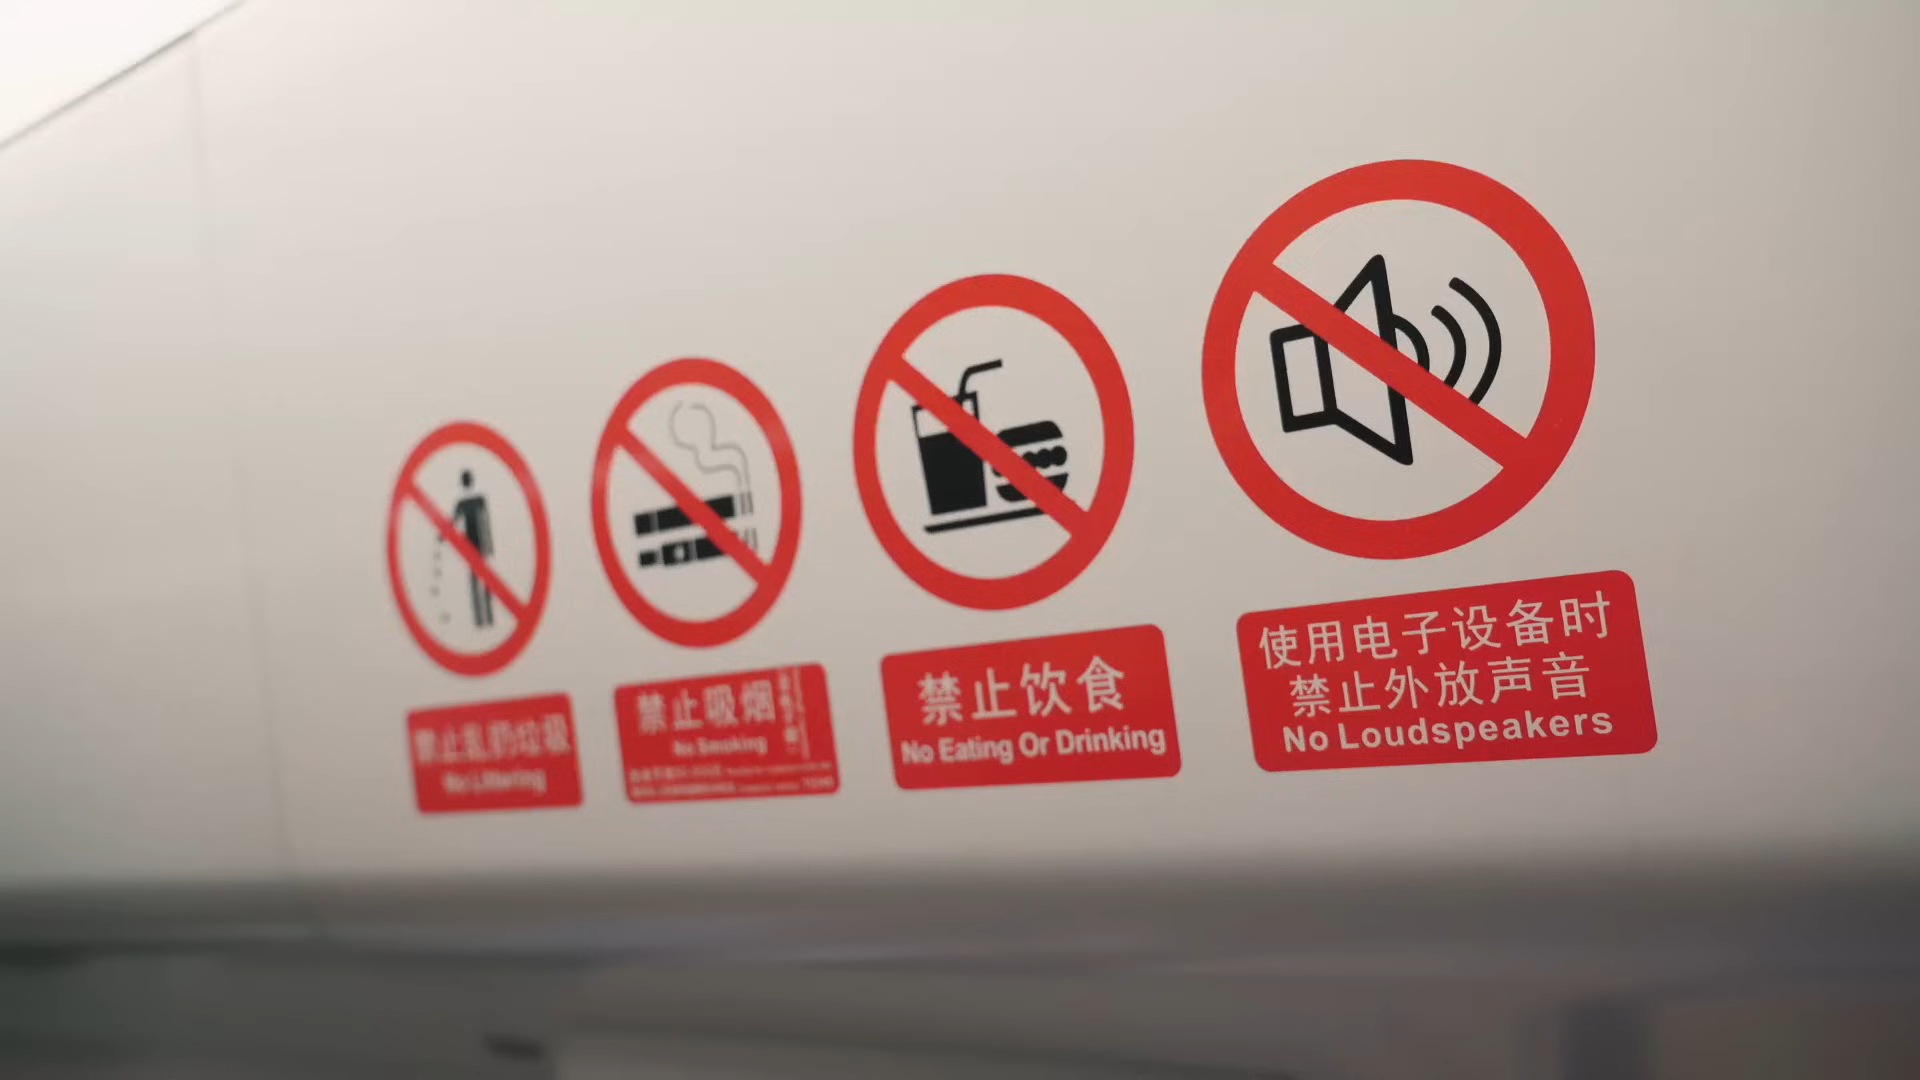 禁止乱扔垃圾
No Littering
禁止吸烟
No Smoking
禁止饮食
No Eating Or Drinking
使用电子设备时
禁止外放声音
No Loudspeakers